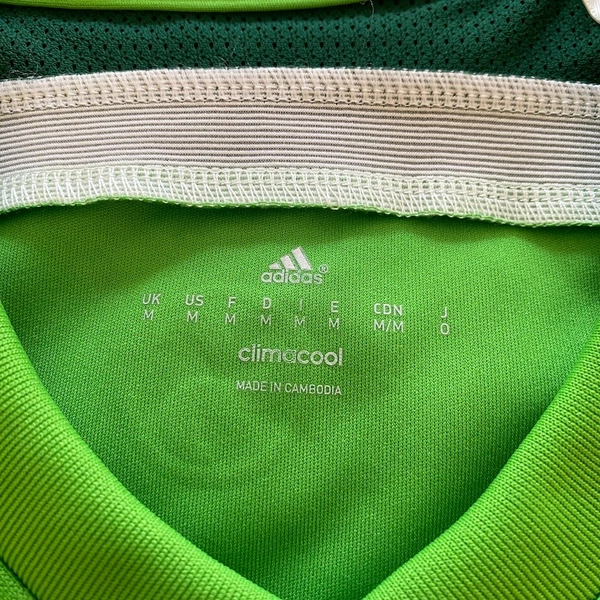 adidas®
UK US F D I E CDN J
M M M M M M M/M O
climacool
MADE IN CAMBODIA